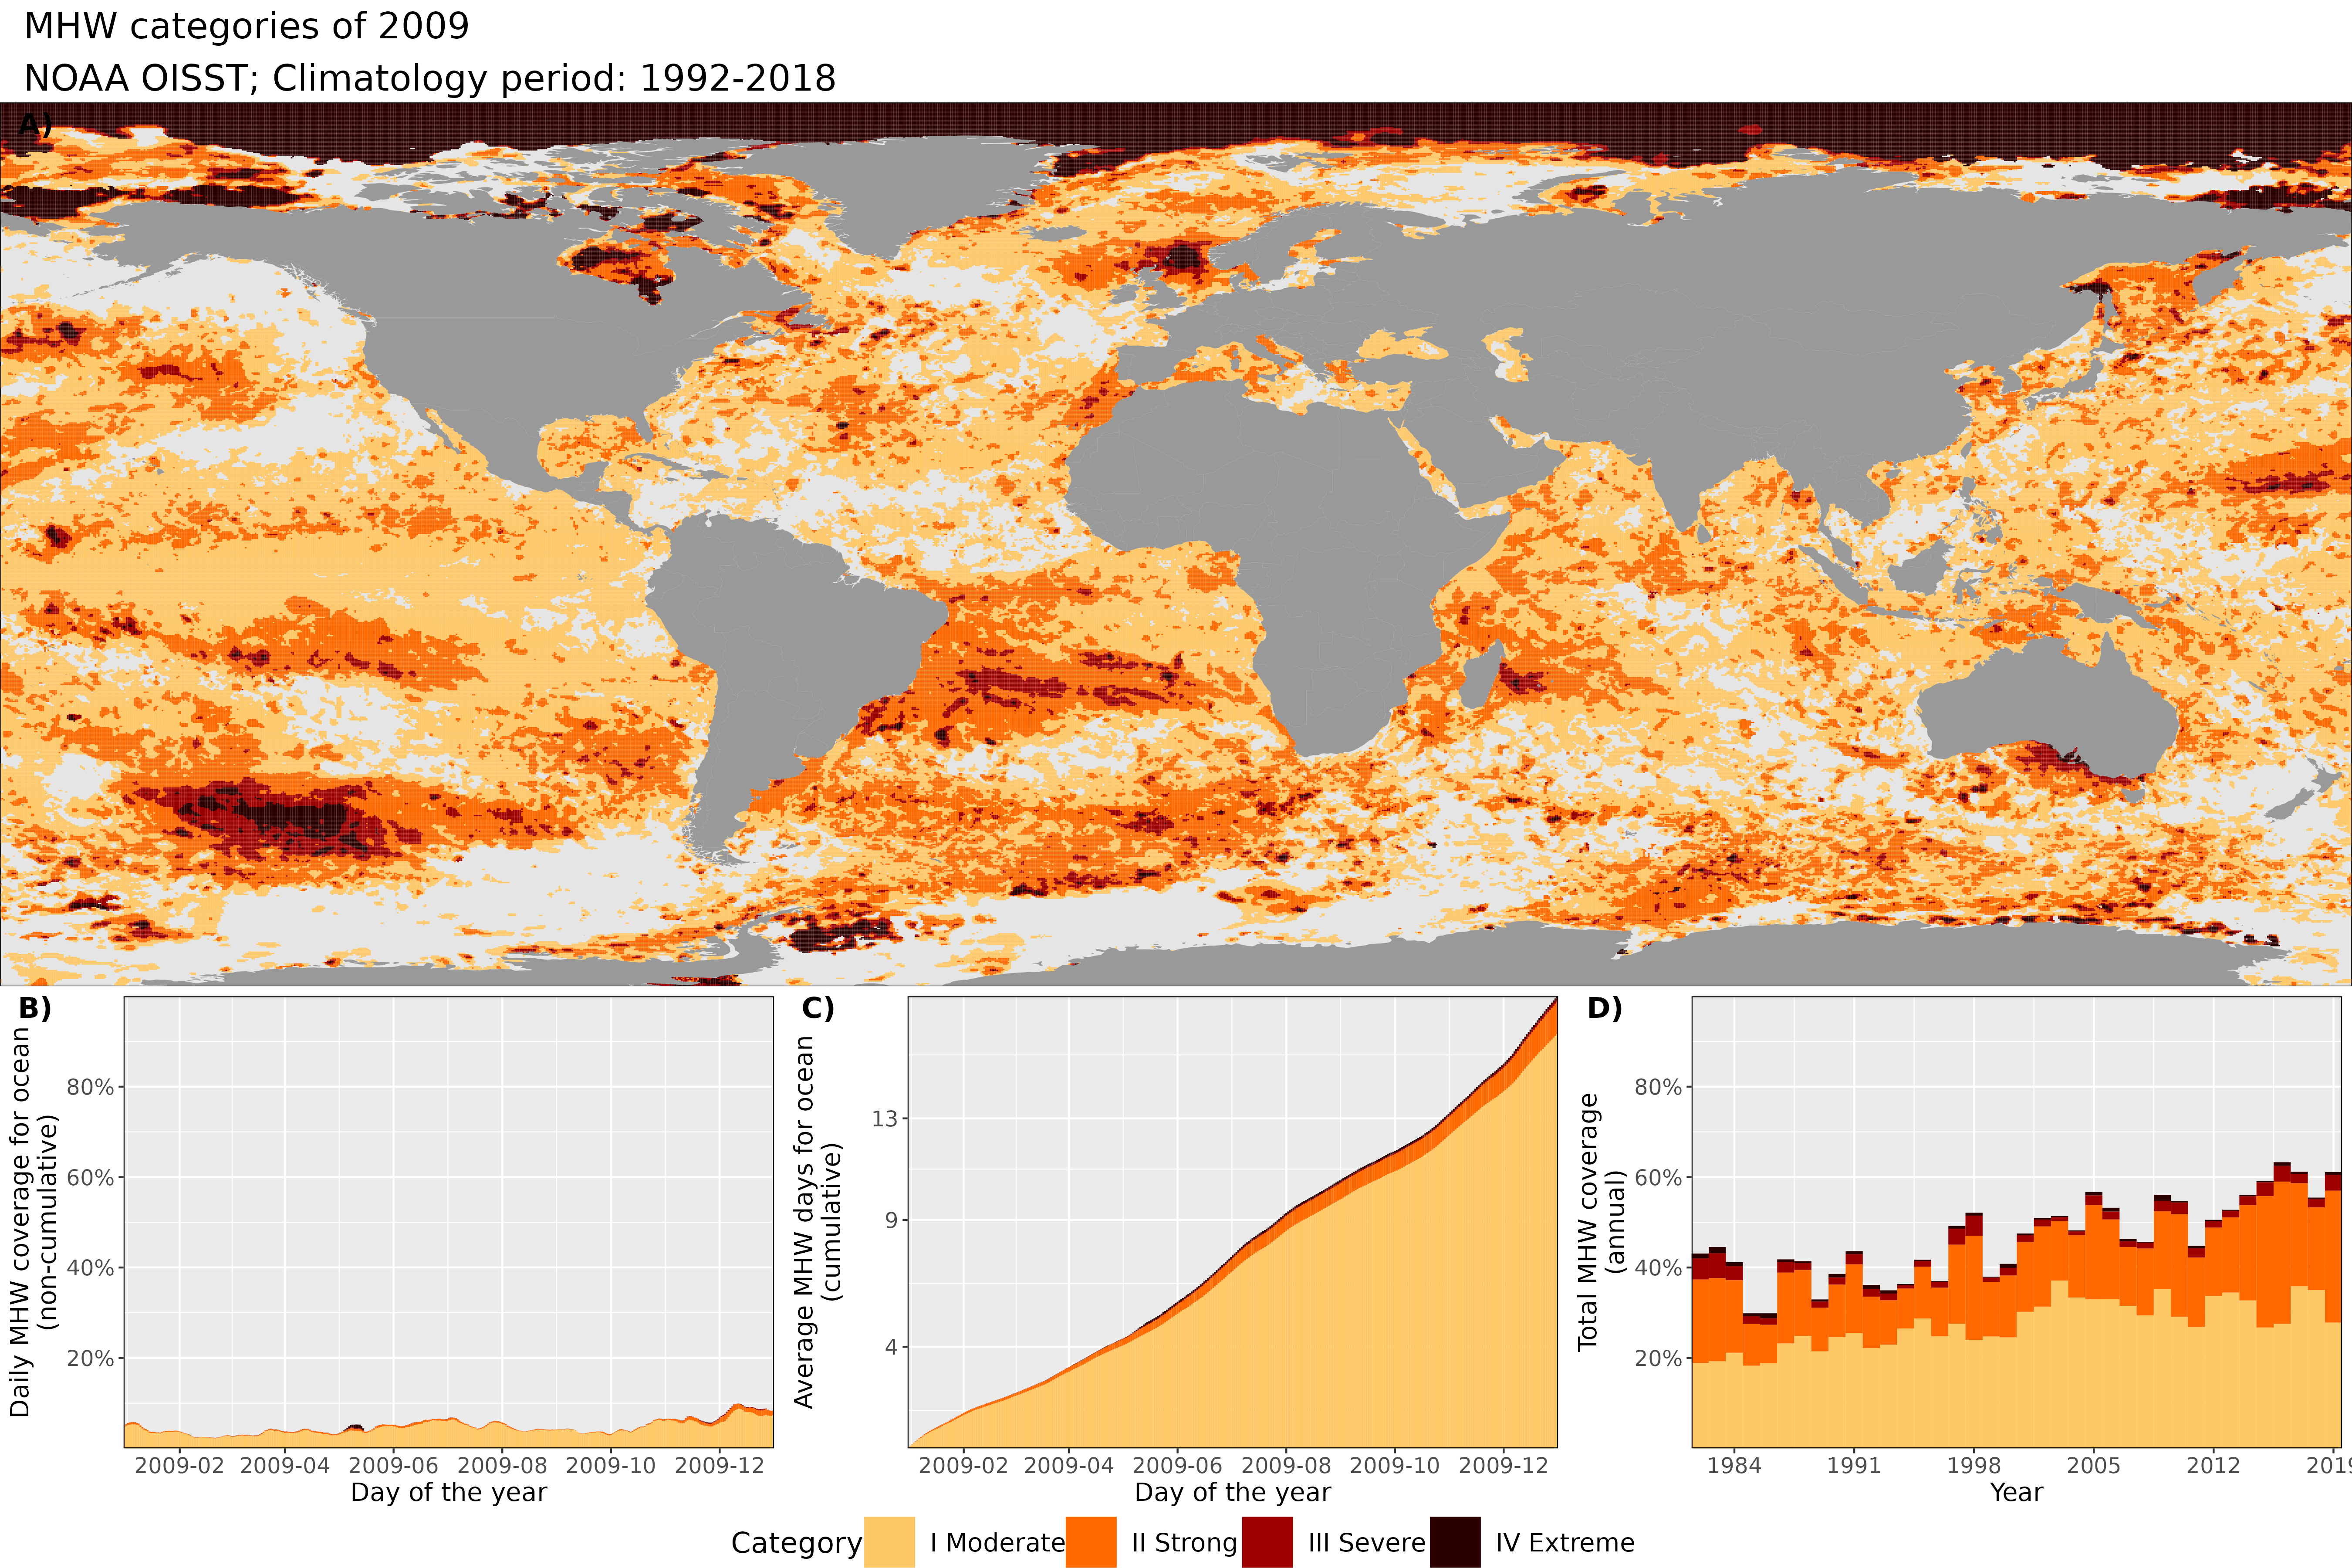 MHW categories of 2009
NOAA OISST; Climatology period: 1992-2018
A)
B)
Daily MHW coverage for ocean
(non-cumulative)
80%
60%
40%
20%
2009-02 2009-04 2009-06 2009-08 2009-10 2009-12
Day of the year
C)
Average MHW days for ocean
(cumulative)
13
9
4
2009-02 2009-04 2009-06 2009-08 2009-10 2009-12
Day of the year
D)
Total MHW coverage
(annual)
80%
60%
40%
20%
1984 1991 1998 2005 2012 2019
Year
Category I Moderate II Strong III Severe IV Extreme